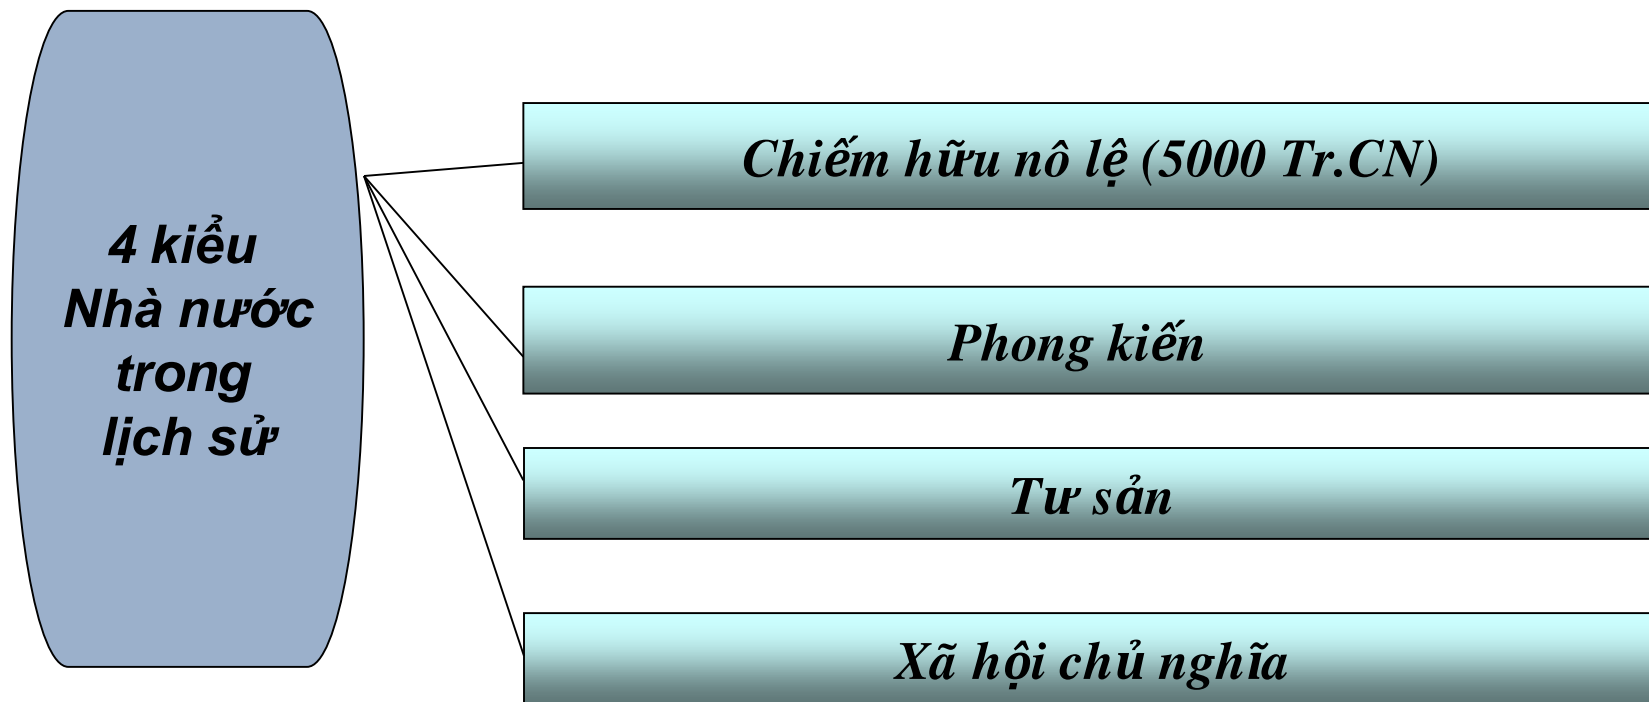 4 kiểu
Nhà nước
trong
lịch sử
Chiếm hữu nô lệ (5000 Tr.CN)
Phong kiến
Tư sản
Xã hội chủ nghĩa